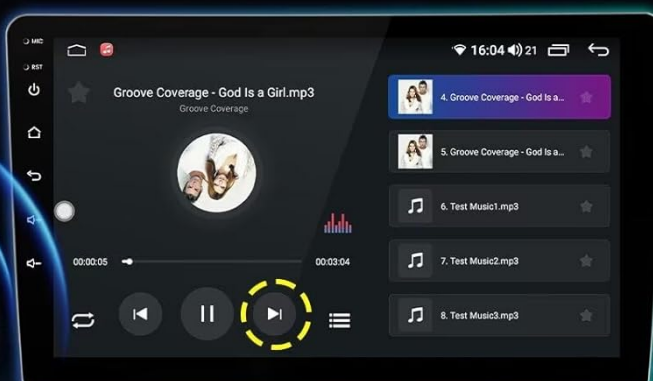 MIC
RST
16:04 21
Groove Coverage - God Is a Girl.mp3
Groove Coverage
00:00:05
00:03:04
4. Groove Coverage - God Is a...
5. Groove Coverage - God Is a...
6. Test Music1.mp3
7. Test Music2.mp3
8. Test Music3.mp3